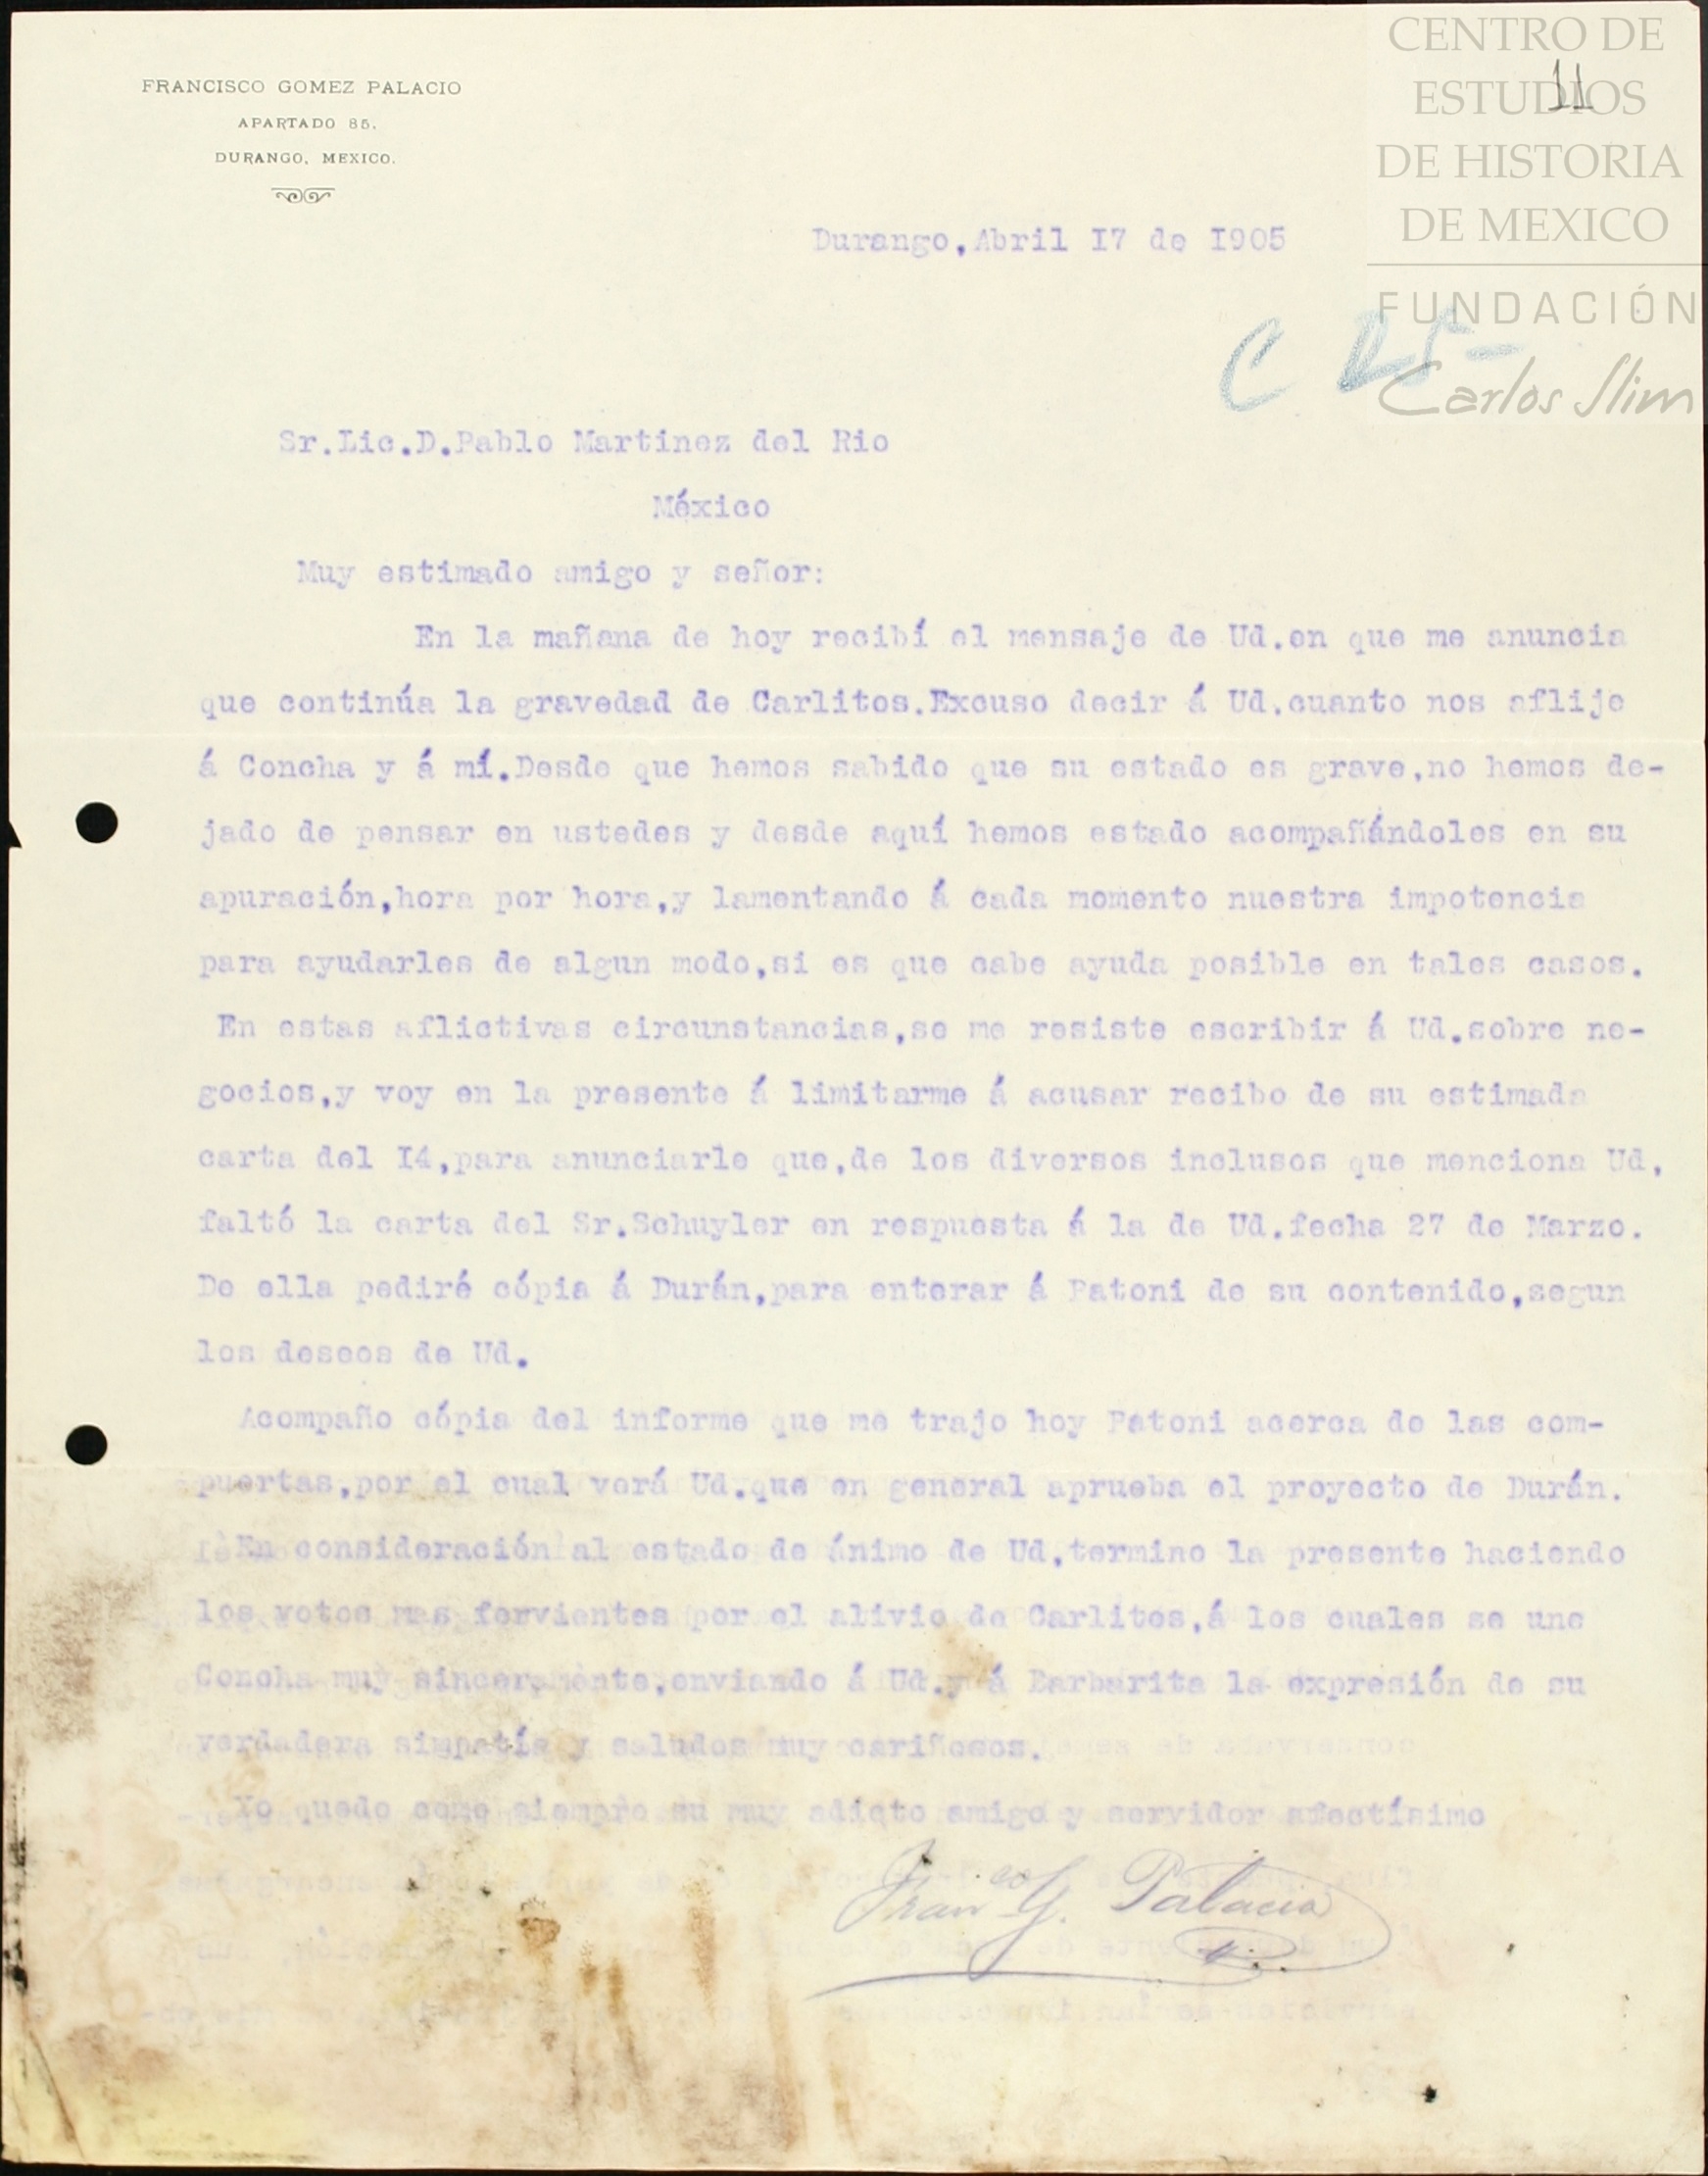 FRANCISCO GOMEZ PALACIO
APARTADO 85.
DURANGO, MEXICO.
CENTRO DE
ESTUDIOS
DE HISTORIA
DE MEXICO
FUNDACIÓN
Carlos Slim
11
Durango,Abril I7 de I905
C
Sr.Lic.D.Pablo Martinez del Rio
México
Muy estimado amigo y señor:
En la mañana de hoy recibí el mensaje de Ud.en que me anuncia
que continúa la gravedad de Carlitos.Excuso decir á Ud.cuanto nos aflije
á Concha y á mí.Desde que hemos sabido que su estado es grave,no hemos de-
jado de pensar en ustedes y desde aquí hemos estado acompañándoles en su
apuración,hora por hora,y lamentando á cada momento nuestra impotencia
para ayudarles de algun modo,si es que cabe ayuda posible en tales casos.
En estas aflictivas circunstancias,se me resiste escribir á Ud.sobre ne-
gocios,y voy en la presente á limitarme á acusar recibo de su estimada
carta del I4,para anunciarle que,de los diversos inclusos que menciona Ud,
faltó la carta del Sr.Schuyler en respuesta á la de Ud.fecha 27 de Marzo.
De ella pediré cópia á Durán,para enterar á Patoni de su contenido,segun
los deseos de Ud.
Acompaño cópia del informe que me trajo hoy Patoni acerca de las com-
puertas,por el cual verá Ud.que en general aprueba el proyecto de Durán.
En consideración al estado de ánimo de Ud,termino la presente haciendo
los votos mas fervientes por el alivio de Carlitos,á los cuales se une
Concha muy sinceramente,enviando á Ud.y á Barbarita la expresión de su
verdadera simpatía y saludos muy cariñosos.
Yo quedo como siempre su muy adicto amigo y servidor afectísimo
Franco G. Palacio